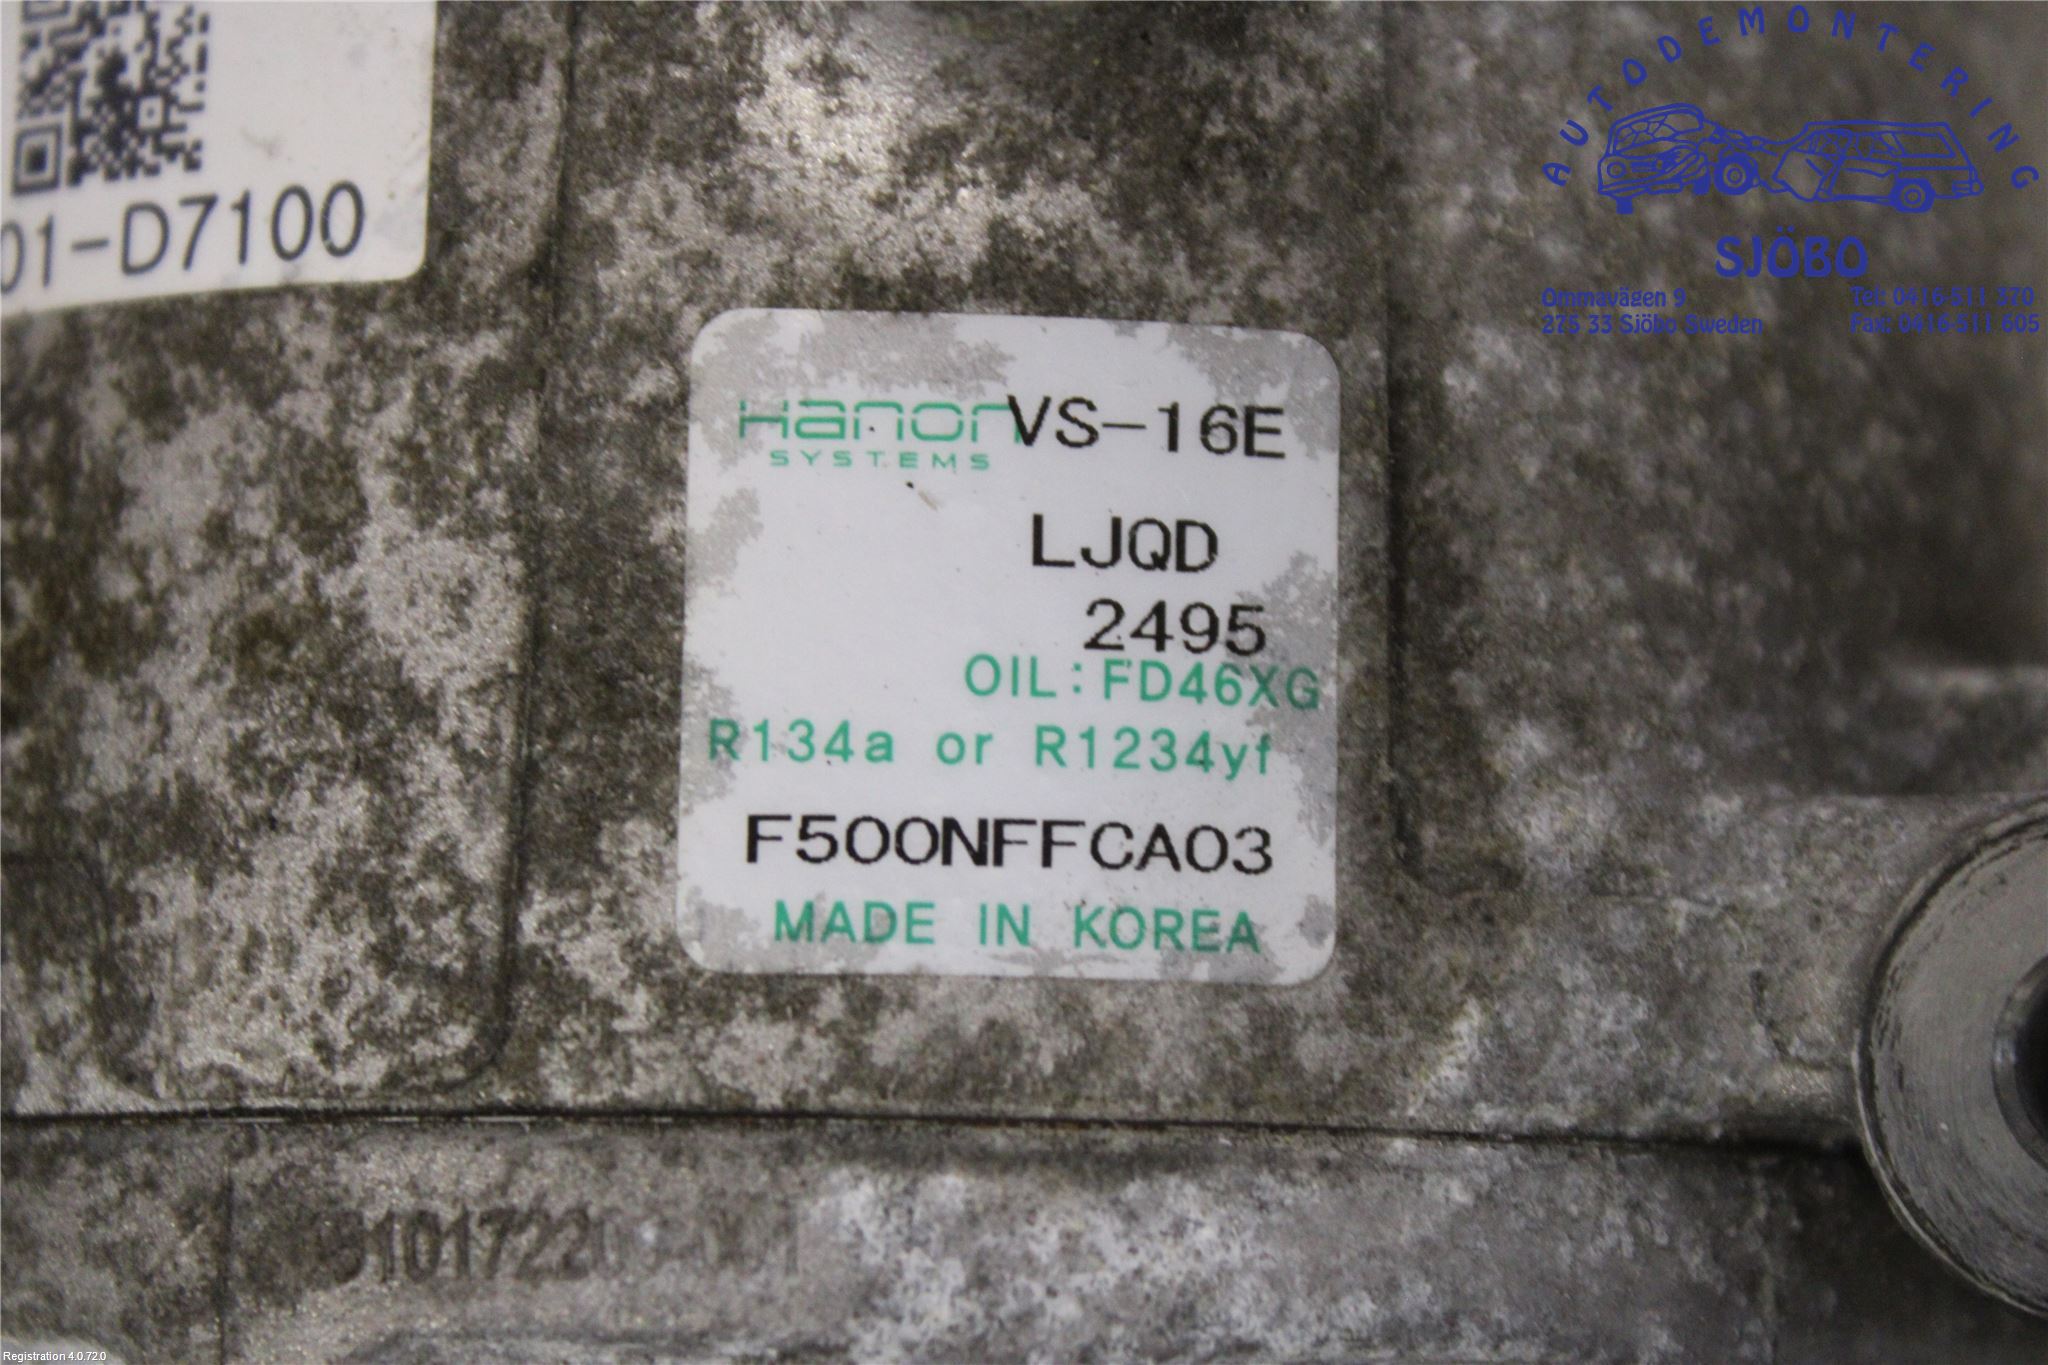 01-D7100
AUTODEMONTERING
SJÖBO
Ommavägen 9
275 33 Sjöbo Sweden
Tel: 0416-511 370
Fax: 0416-511 605
Hanon VS-16E
SYSTEMS
LJQD
2495
OIL: FD46XG
R134a or R1234yf
F500NFFCA03
MADE IN KOREA
Registration 4.0.72.0